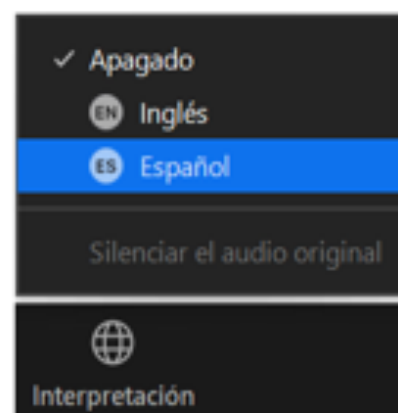 Apagado
EN Inglés
ES Español
Silenciar el audio original
Interpretación